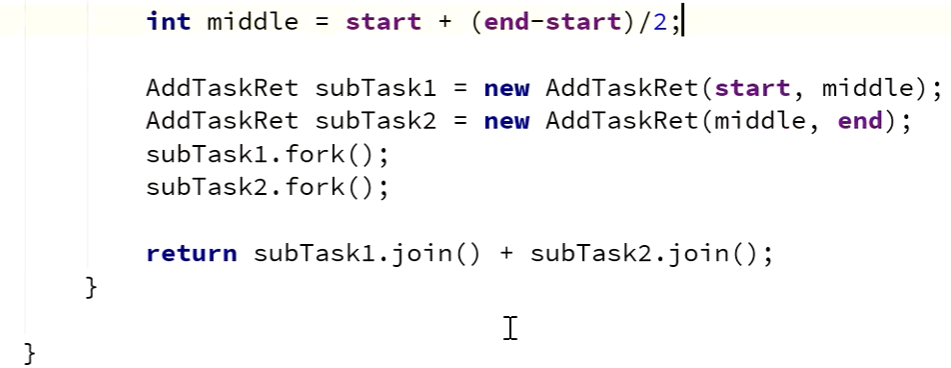 int middle = start + (end-start)/2;
AddTaskRet subTask1 = new AddTaskRet(start, middle);
AddTaskRet subTask2 = new AddTaskRet(middle, end);
subTask1.fork();
subTask2.fork();
return subTask1.join() + subTask2.join();
}
}